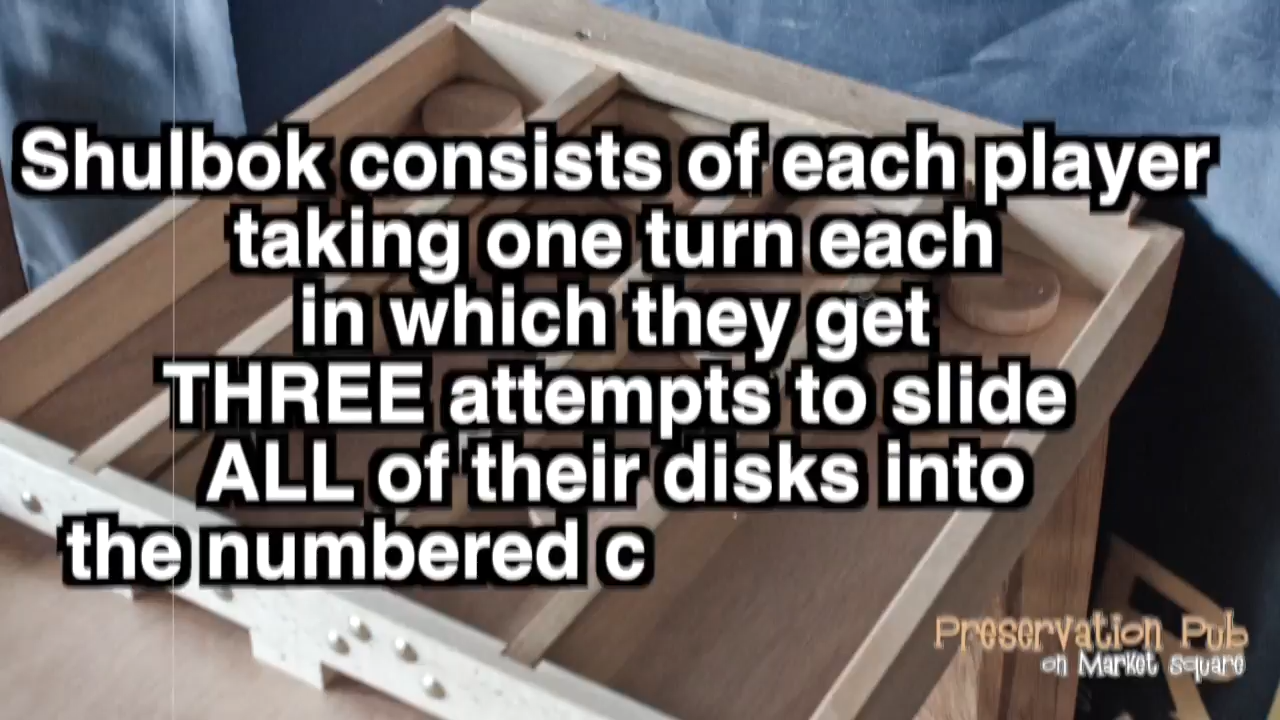 Shulbok consists of each player
taking one turn each
in which they get
THREE attempts to slide
ALL of their disks into
the numbered c
Preservation Pub
on Market square